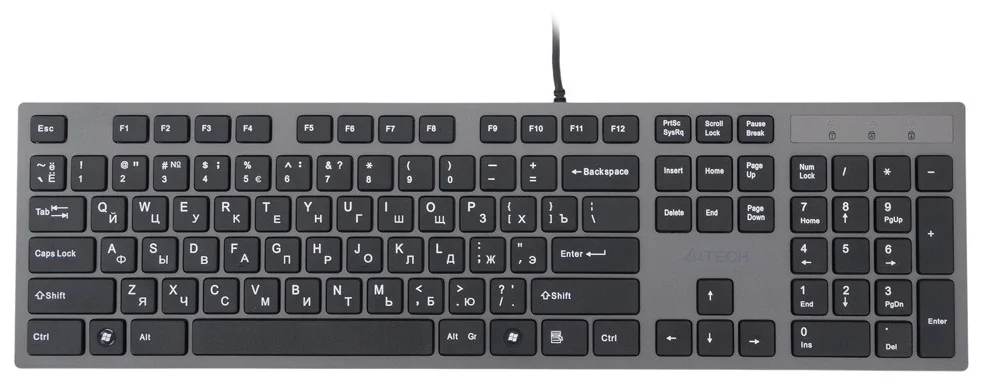 Esc F1 F2 F3 F4 F5 F6 F7 F8 F9 F10 F11 F12 PrtSc SysRq Scroll Lock Pause Break
~ ё ` Ё ! 1 @ " 2 # № 3 $ ; 4 % : 5 € ^ : 6 & ? 7 * 8 ( 9 ) 0 – - + = ←Backspace Insert Home Page Up Num Lock / * –
Tab Q Й W Ц E У R К T Е Y Н U Г I Ш O Щ P З { [ Х } ] Ъ ¦ \ Delete End Page Down 7 Home 8 ↑ 9 PgUp +
Caps Lock A Ф S Ы D В F А G П H Р J О K Л L Д : ; Ж " , Э Enter A4TECH 4 ← 5 6 →
⇧Shift Z Я X Ч C С V М B И N Т M Ь < , Б > . Ю ? / . ⇧Shift ↑ 1 End 2 ↓ 3 PgDn Enter
Ctrl Alt Alt Gr Ctrl ← ↓ → 0 Ins . Del